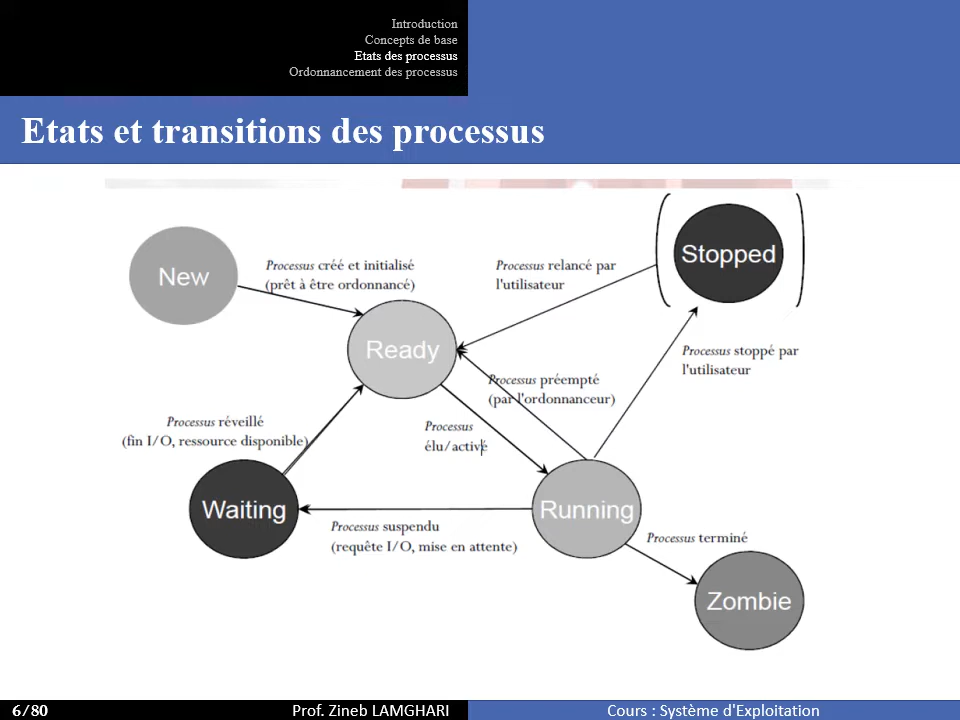 Introduction
Concepts de base
Etats des processus
Ordonnancement des processus
Etats et transitions des processus
New
Processus créé et initialisé
(prêt à être ordonnancé)
Processus relancé par
l'utilisateur
Stopped
Ready
Processus stoppé par
l'utilisateur
Processus préempté
(par l'ordonnanceur)
Processus réveillé
(fin I/O, ressource disponible)
Processus
élu/activé
Waiting
Running
Processus suspendu
(requête I/O, mise en attente)
Processus terminé
Zombie
6/80
Prof. Zineb LAMGHARI
Cours : Système d'Exploitation